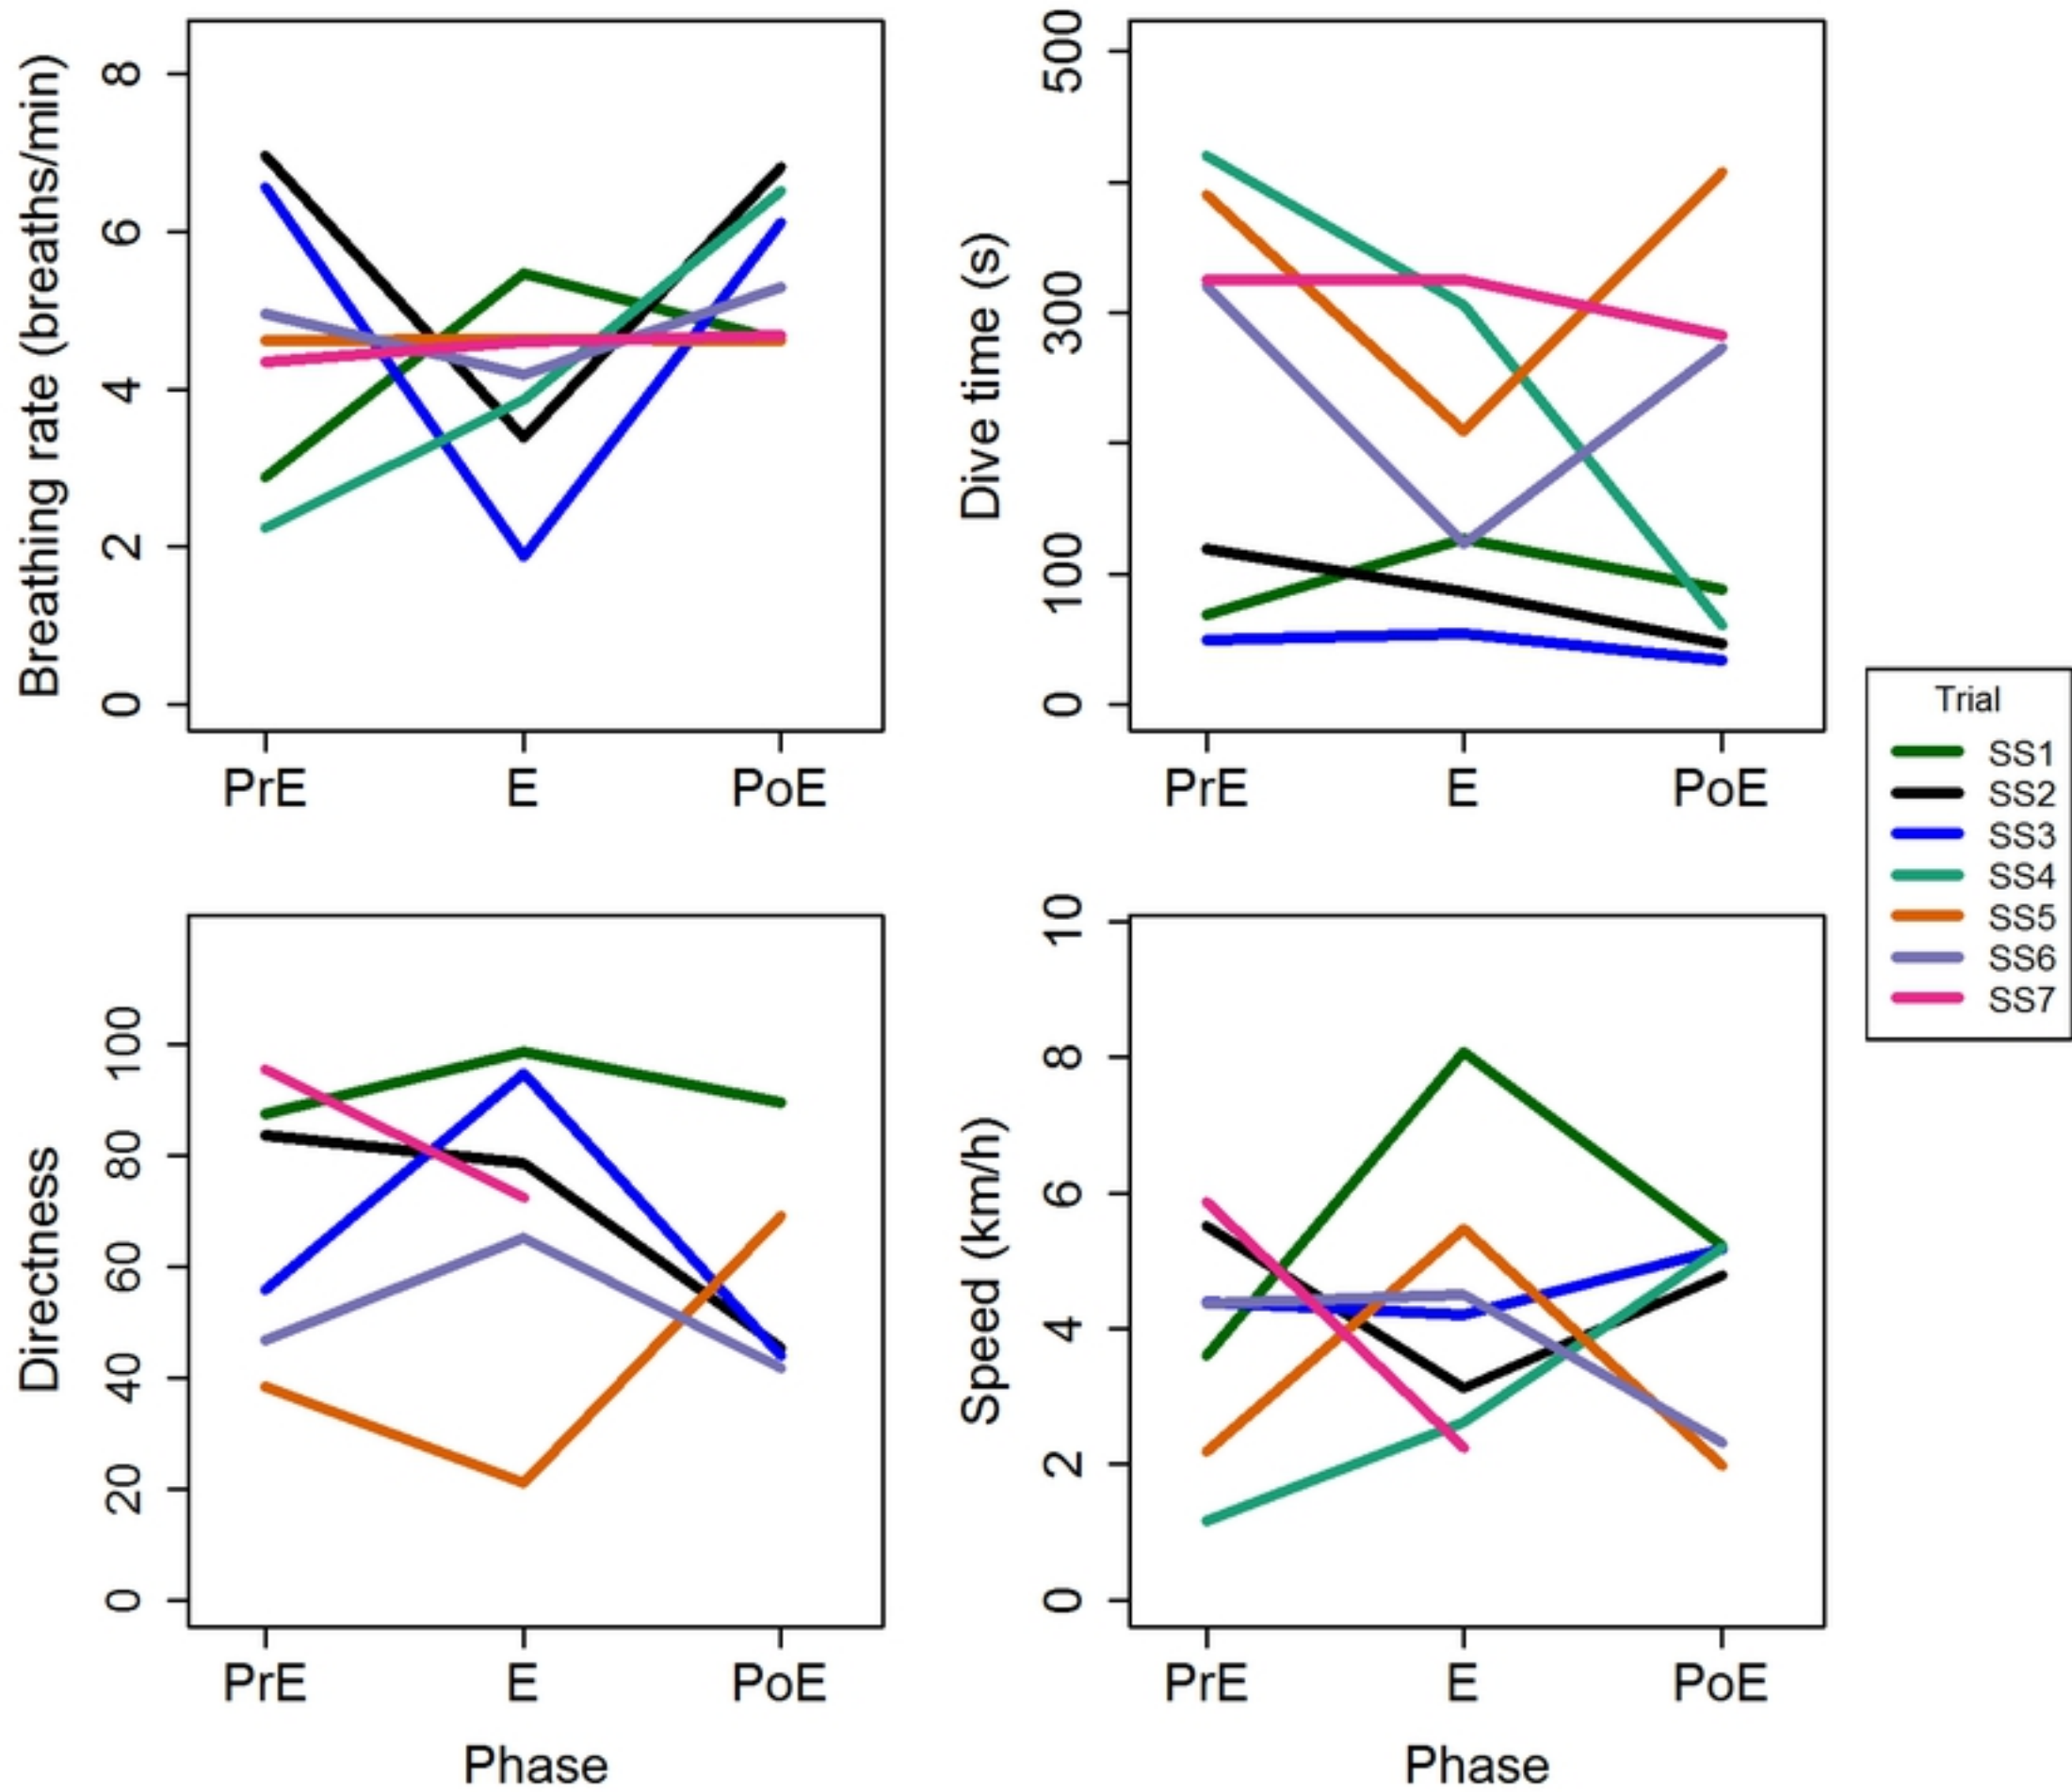 Breathing rate (breaths/min)
8
6
4
2
0
PrE E PoE
Dive time (s)
500
300
100
0
PrE E PoE
Directness
100
80
60
40
20
0
PrE E PoE
Phase
Speed (km/h)
10
8
6
4
2
0
PrE E PoE
Phase
Trial
SS1
SS2
SS3
SS4
SS5
SS6
SS7